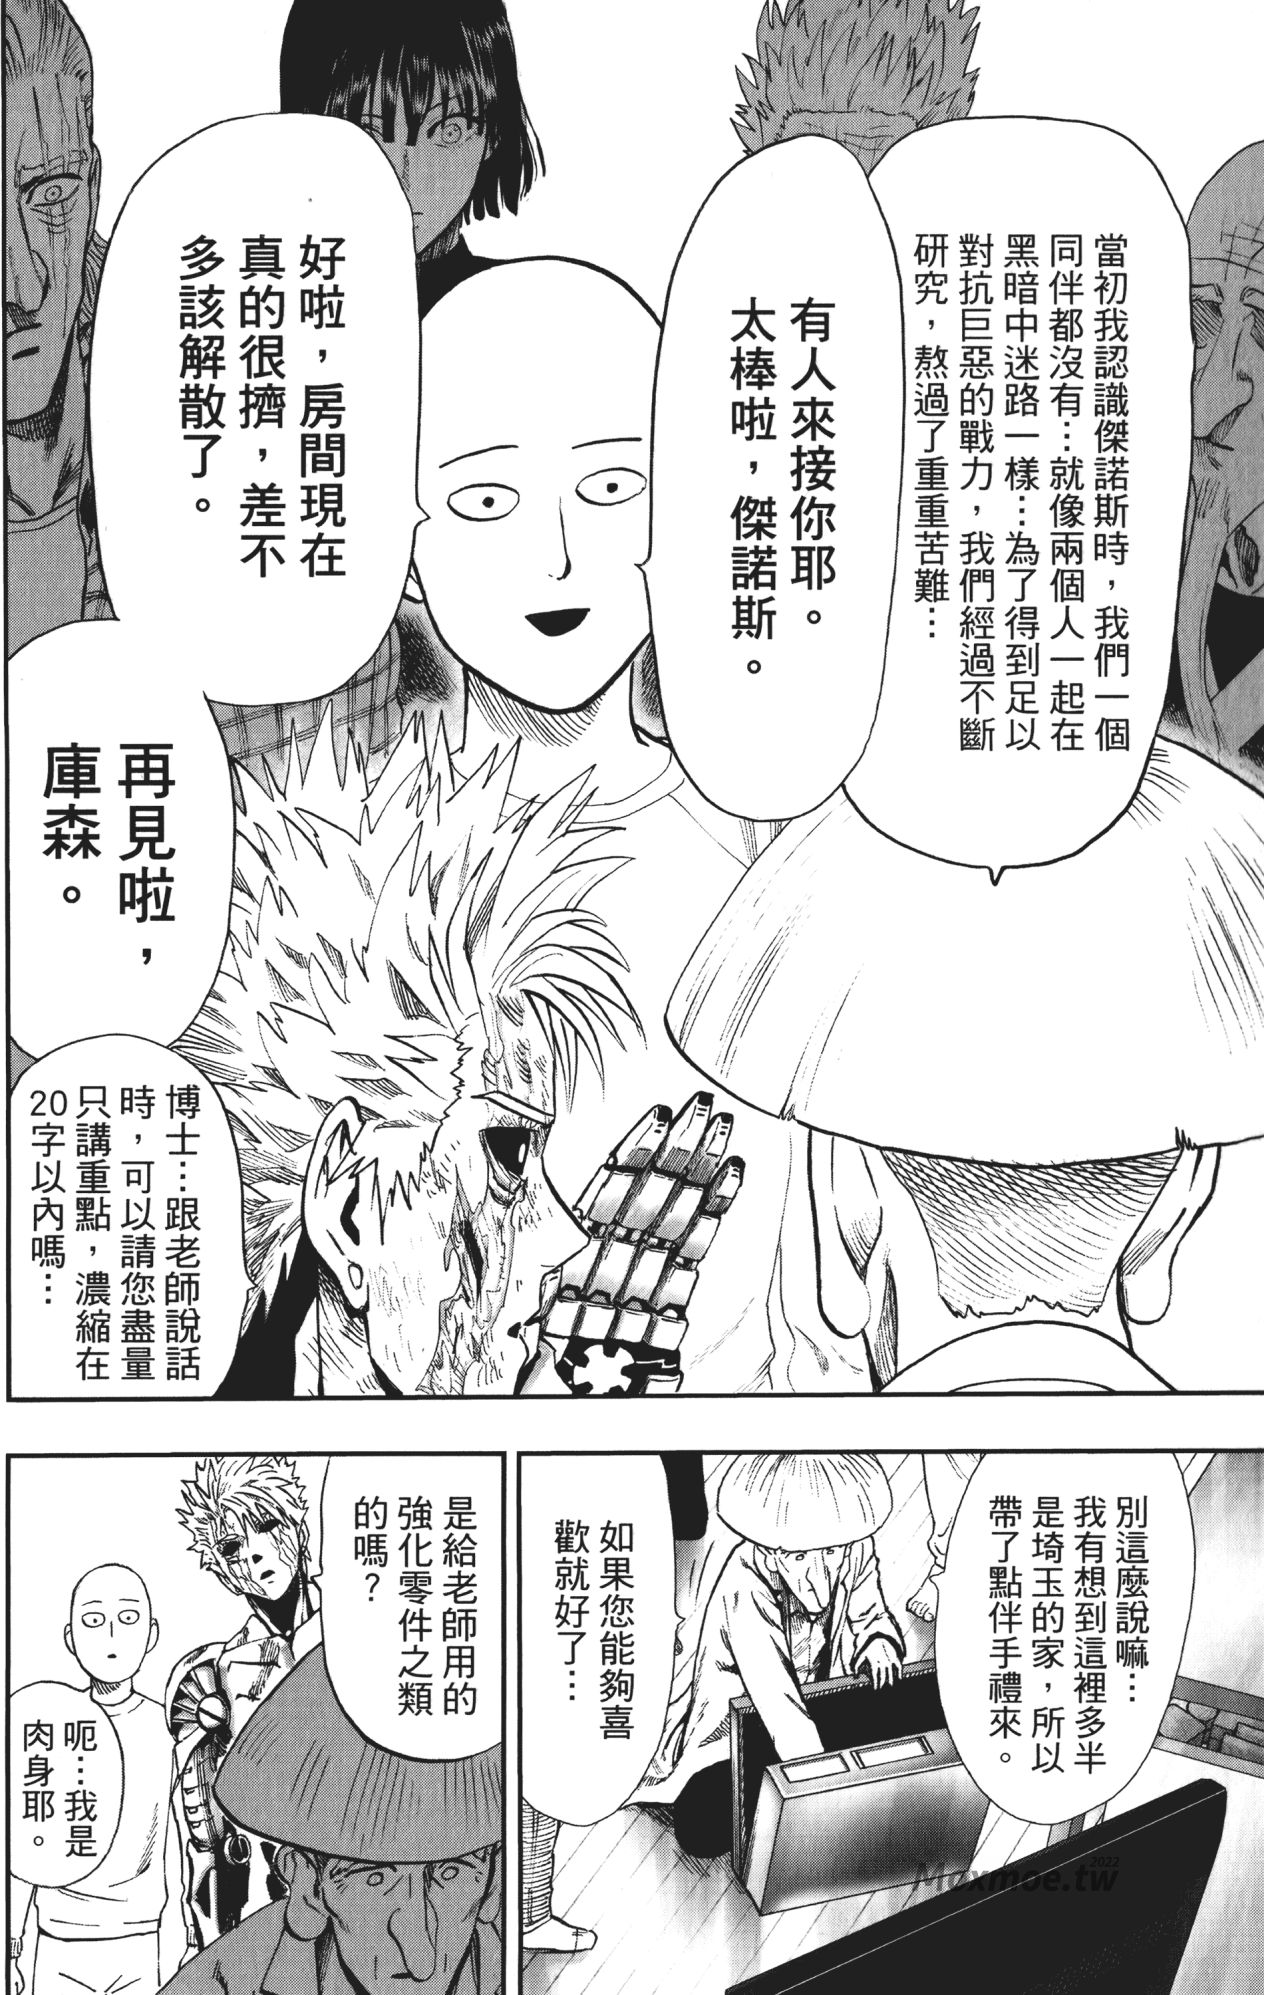 當初我認識傑諾斯時，我們一個
同伴都沒有…就像兩個人一起在
黑暗中迷路一樣…為了得到足以
對抗巨惡的戰力，我們經過不斷
研究，熬過了重重苦難…
有人來接你耶。
太棒啦，傑諾斯。
好啦，房間現在
真的很擠，差不
多該解散了。
再見啦，
庫森。
博士…跟老師說話
時，可以請您盡量
只講重點，濃縮在
20字以內嗎…
別這麼說嘛…
我有想到這裡多半
是埼玉的家，所以
帶了點伴手禮來。
如果您能夠喜
歡就好了…
是給老師用的
強化零件之類
的嗎？
呃…我是
肉身耶。
2022
Moxmoe.tw